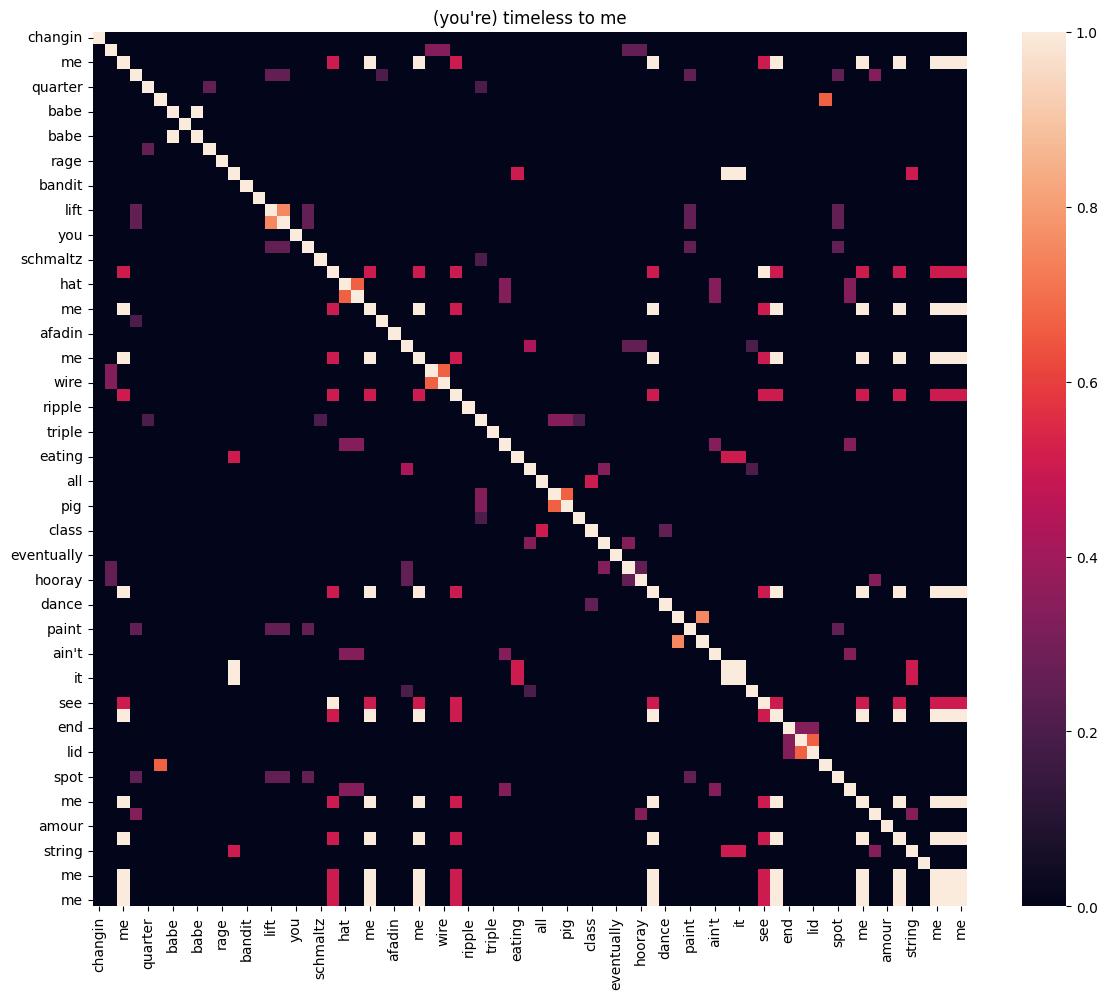 (you're) timeless to me
changin
me
quarter
babe
babe
rage
bandit
lift
you
schmaltz
hat
me
afadin
me
wire
ripple
triple
eating
all
pig
class
eventually
hooray
dance
paint
ain't
it
see
end
lid
spot
me
amour
string
me
me
1.0
0.8
0.6
0.4
0.2
0.0
changin
me
quarter
babe
babe
rage
bandit
lift
you
schmaltz
hat
me
afadin
me
wire
ripple
triple
eating
all
pig
class
eventually
hooray
dance
paint
ain't
it
see
end
lid
spot
me
amour
string
me
me